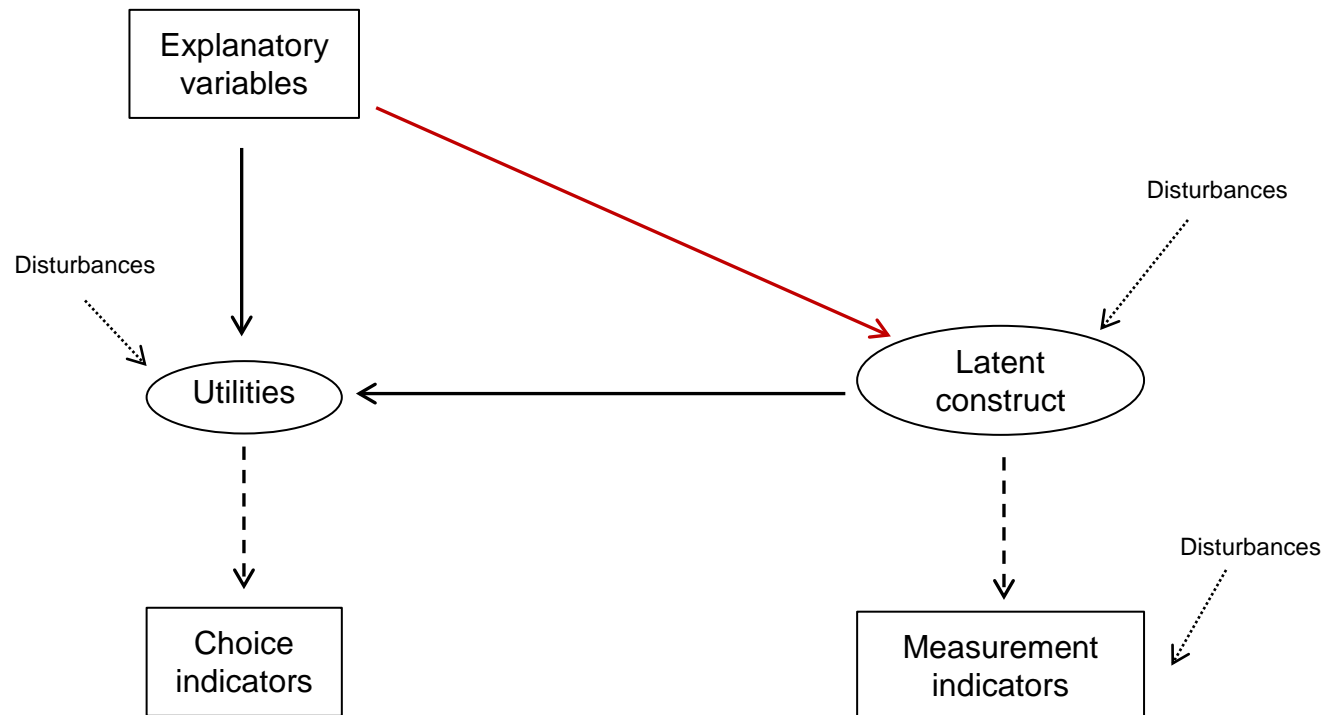 Explanatory
variables
Disturbances
Disturbances
Utilities
Latent
construct
Disturbances
Choice
indicators
Measurement
indicators